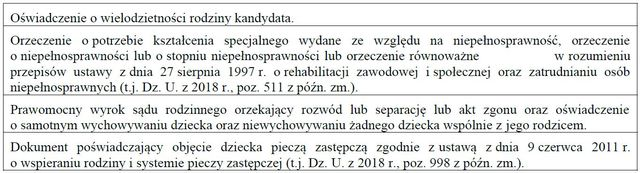 Oświadczenie o wielodzietności rodziny kandydata.
Orzeczenie o potrzebie kształcenia specjalnego wydane ze względu na niepełnosprawność, orzeczenie
o niepełnosprawności lub o stopniu niepełnosprawności lub orzeczenie równoważne w rozumieniu
przepisów ustawy z dnia 27 sierpnia 1997 r. o rehabilitacji zawodowej i społecznej oraz zatrudnianiu osób
niepełnosprawnych (t.j. Dz. U. z 2018 r., poz. 511 z późn. zm.).
Prawomocny wyrok sądu rodzinnego orzekający rozwód lub separację lub akt zgonu oraz oświadczenie
o samotnym wychowywaniu dziecka oraz niewychowywaniu żadnego dziecka wspólnie z jego rodzicem.
Dokument poświadczający objęcie dziecka pieczą zastępczą zgodnie z ustawą z dnia 9 czerwca 2011 r.
o wspieraniu rodziny i systemie pieczy zastępczej (t.j. Dz. U. z 2018 r., poz. 998 z późn. zm.).